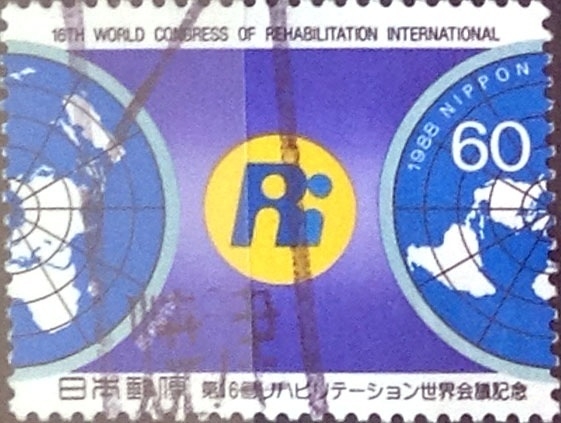 16TH WORLD CONGRESS OF REHABILITATION INTERNATIONAL
1988 NIPPON
60
Ri
日本郵便 第16回リハビリテーション世界会議記念